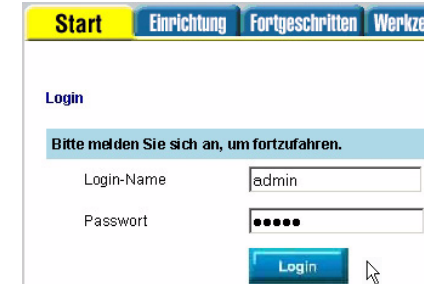 Start Einrichtung Fortgeschritten
Login
Bitte melden Sie sich an, um fortzufahren.
Login-Name admin
Passwort ●●●●●
Login